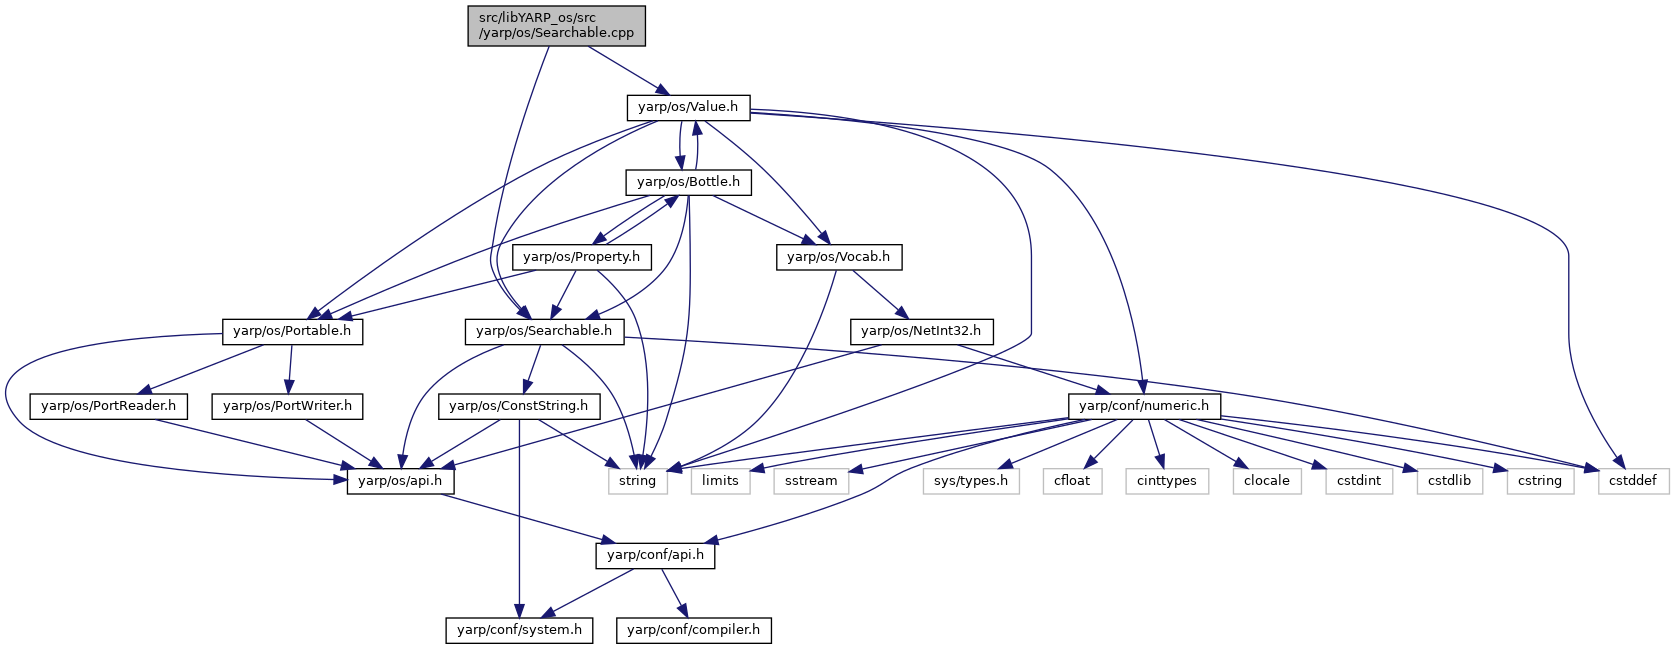 src/libYARP_os/src
/yarp/os/Searchable.cpp
yarp/os/Value.h
yarp/os/Bottle.h
yarp/os/Property.h
yarp/os/Vocab.h
yarp/os/Portable.h
yarp/os/Searchable.h
yarp/os/NetInt32.h
yarp/os/PortReader.h
yarp/os/PortWriter.h
yarp/os/ConstString.h
yarp/conf/numeric.h
yarp/os/api.h
string
limits
sstream
sys/types.h
cfloat
cinttypes
clocale
cstdint
cstdlib
cstring
cstddef
yarp/conf/api.h
yarp/conf/system.h
yarp/conf/compiler.h